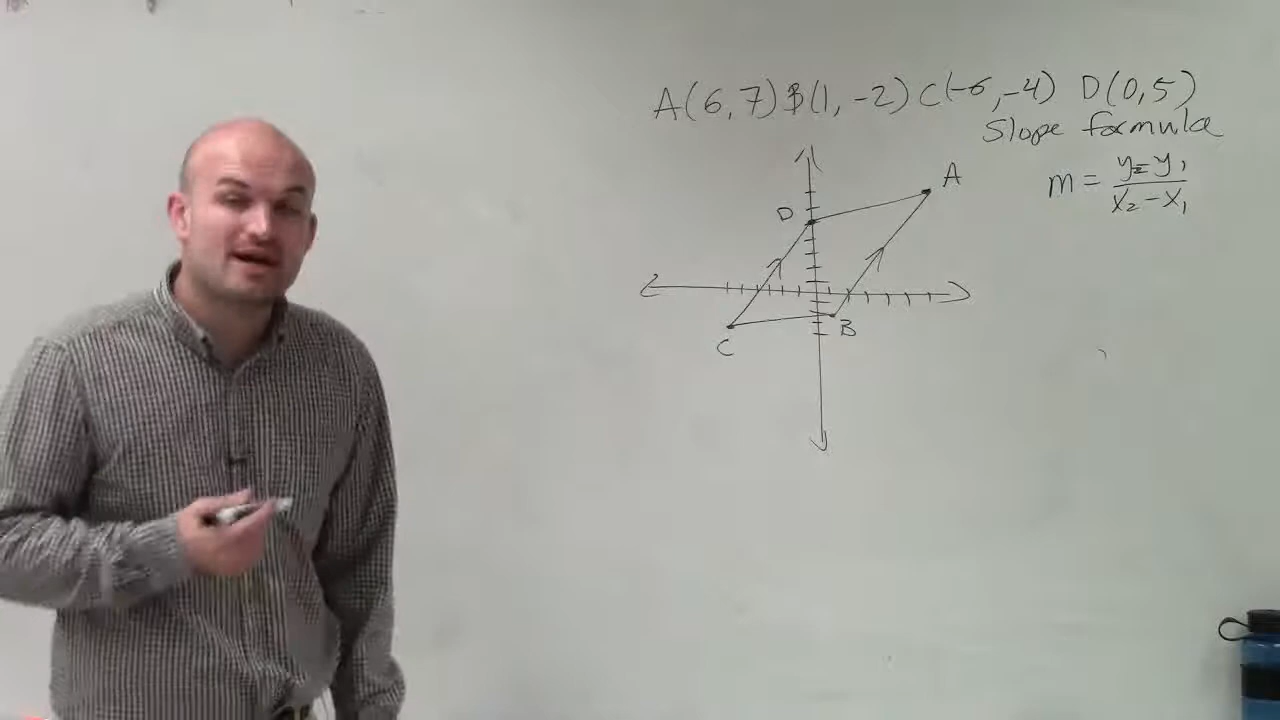 A(6,7) B(1,-2) C(-6,-4) D(0,5)
Slope formula
m = y₂-y₁ / x₂-x₁
A
D
B
C